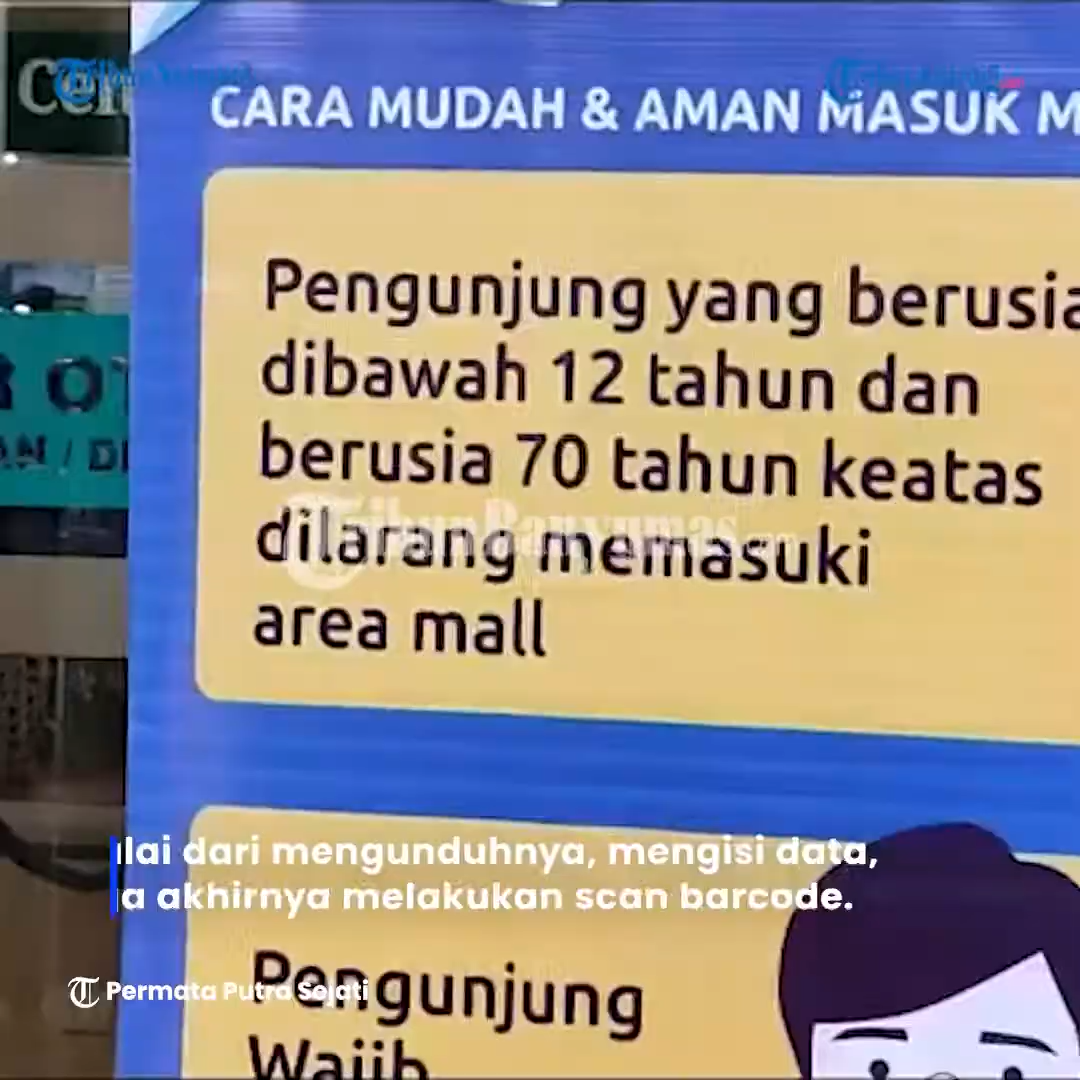 CARA MUDAH & AMAN MASUK M
Pengunjung yang berusia
dibawah 12 tahun dan
berusia 70 tahun keatas
dilarang memasuki
area mall
TribunBanyumas
lai dari mengunduhnya, mengisi data,
a akhirnya melakukan scan barcode.
Permata Putra Sejati
Pengunjung
Wajib